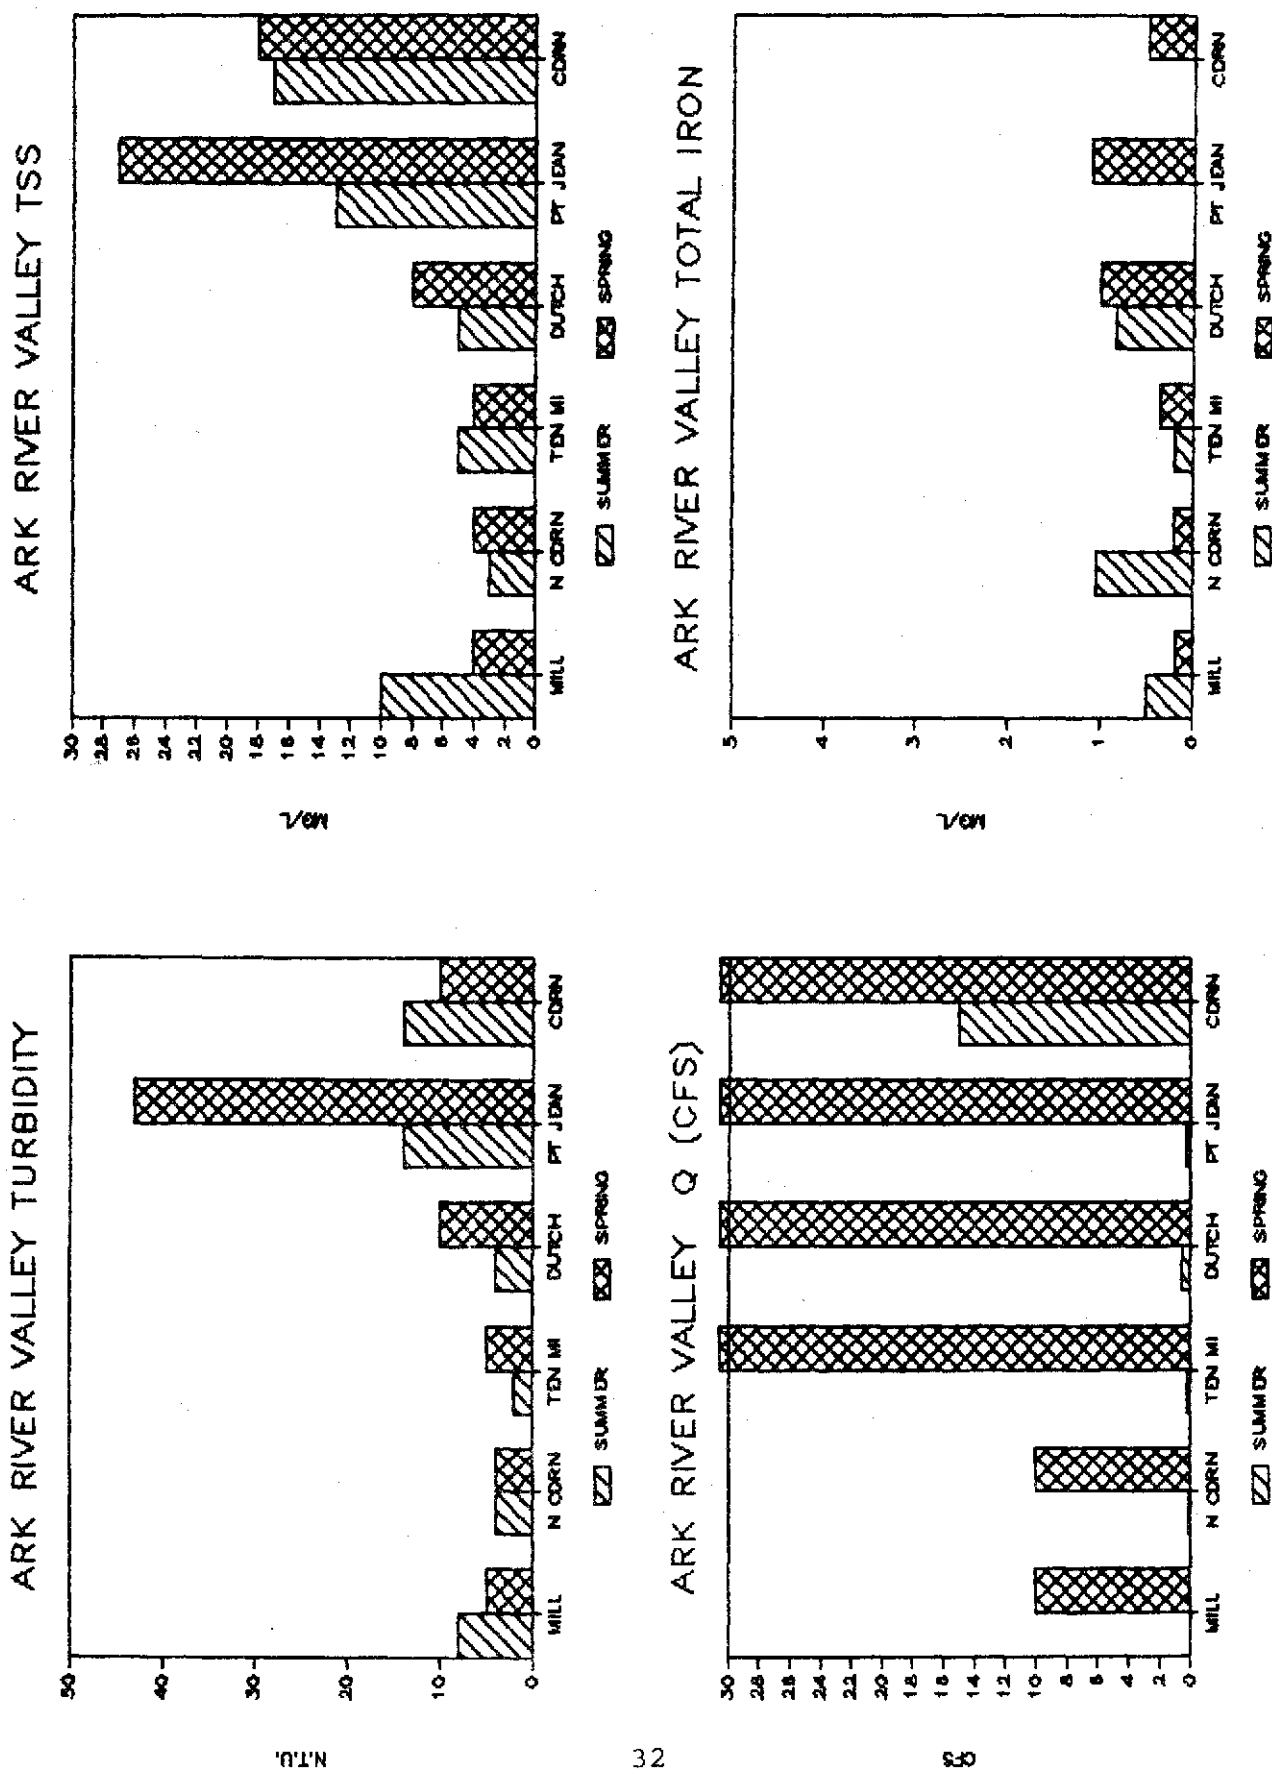 ARK RIVER VALLEY TURBIDITY
N.T.U.
50
40
30
20
10
0
MILL N CORN TEN MI DUTCH PT JEAN CORN
SUMMER SPRING
ARK RIVER VALLEY TSS
MG/L
30
28
26
24
22
20
18
16
14
12
10
8
6
4
2
0
MILL N CORN TEN MI DUTCH PT JEAN CORN
SUMMER SPRING
ARK RIVER VALLEY Q (CFS)
CFS
30
28
26
24
22
20
18
16
14
12
10
8
6
4
2
0
MILL N CORN TEN MI DUTCH PT JEAN CORN
SUMMER SPRING
ARK RIVER VALLEY TOTAL IRON
MG/L
5
4
3
2
1
0
MILL N CORN TEN MI DUTCH PT JEAN CORN
SUMMER SPRING
32